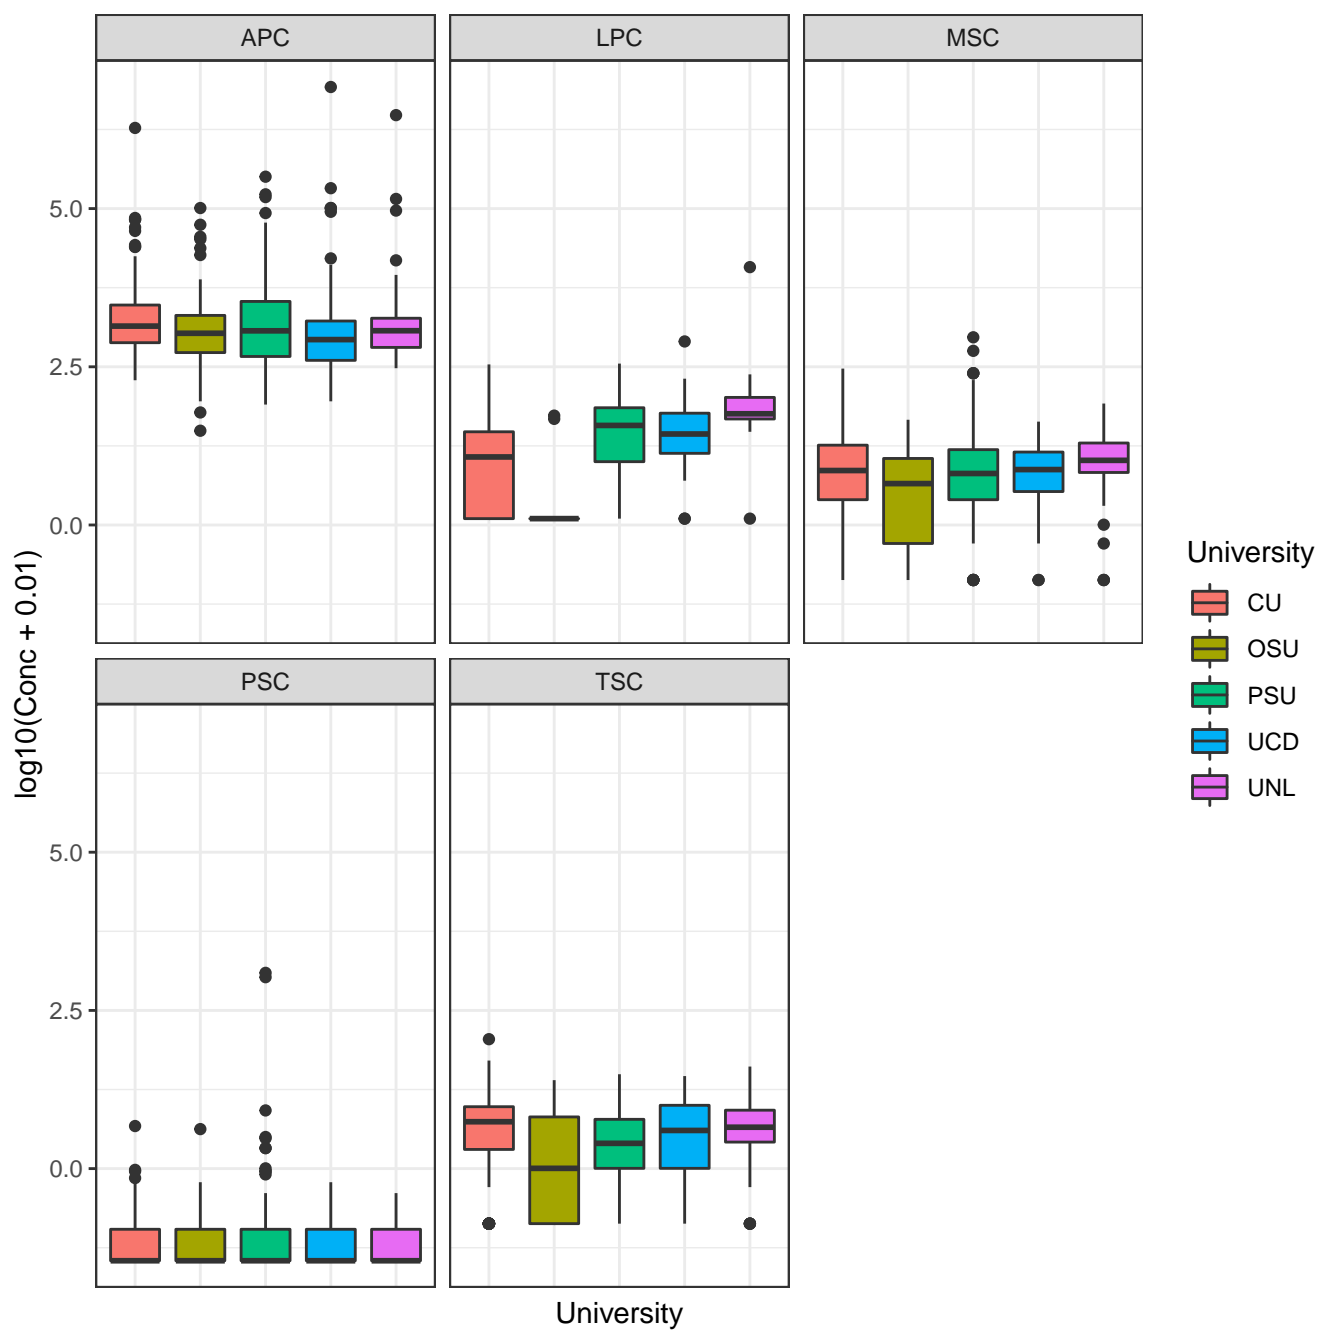 APC
LPC
MSC
5.0
2.5
0.0
PSC
TSC
5.0
2.5
0.0
log10(Conc + 0.01)
University
University
CU
OSU
PSU
UCD
UNL